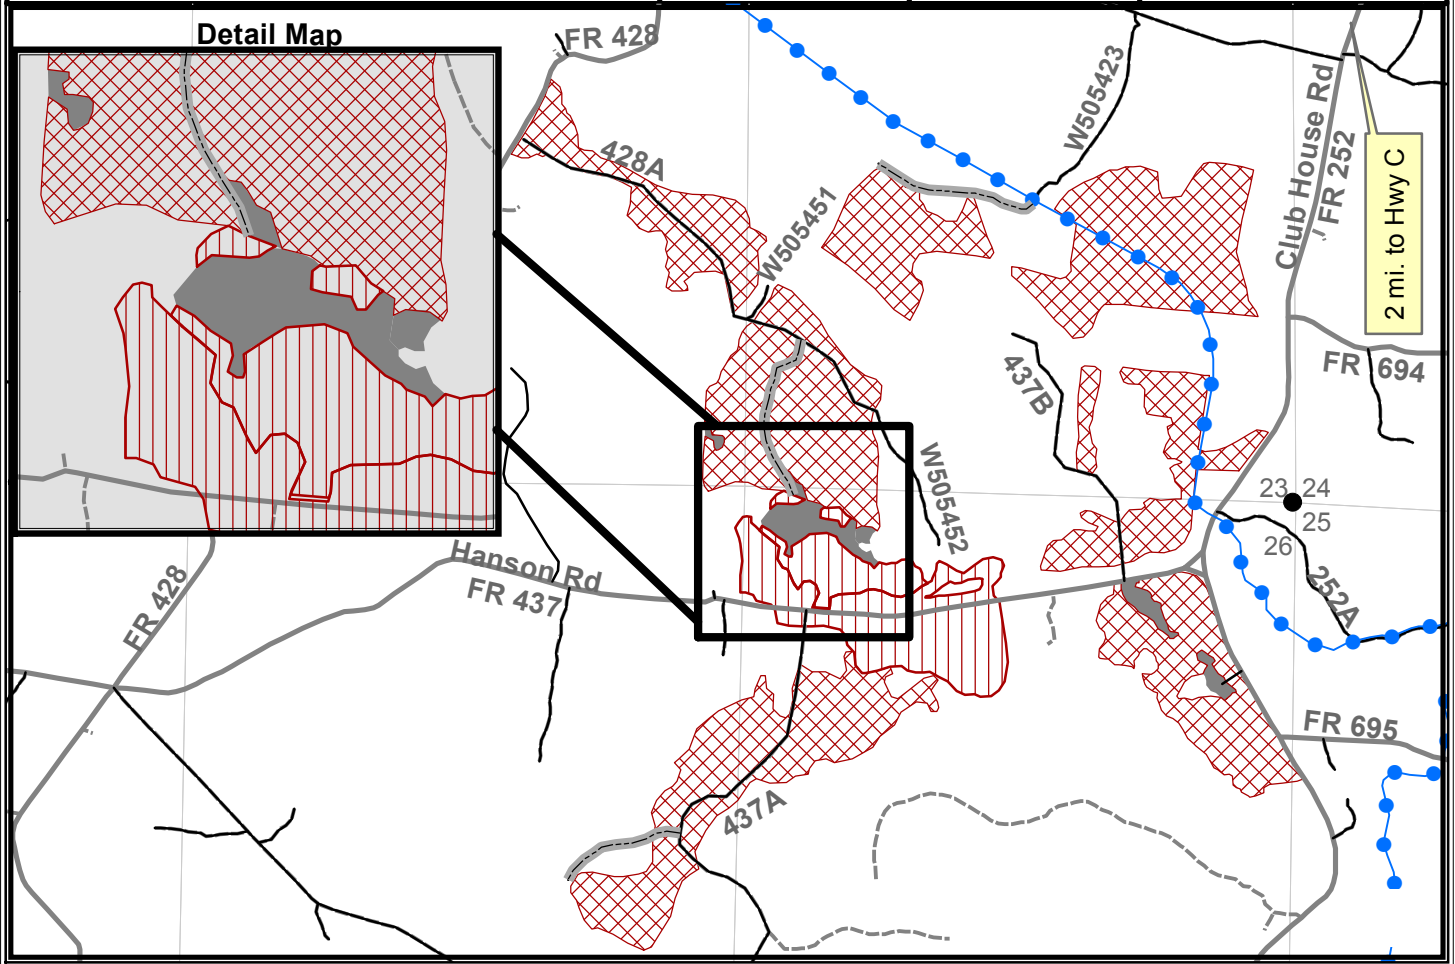 Detail Map
FR 428
W505423
Club House Rd
FR 252
2 mi. to Hwy C
428A
W505451
FR 694
437B
W505452
23 24
25
26
252A
Hanson Rd
FR 437
FR 428
FR 695
437A